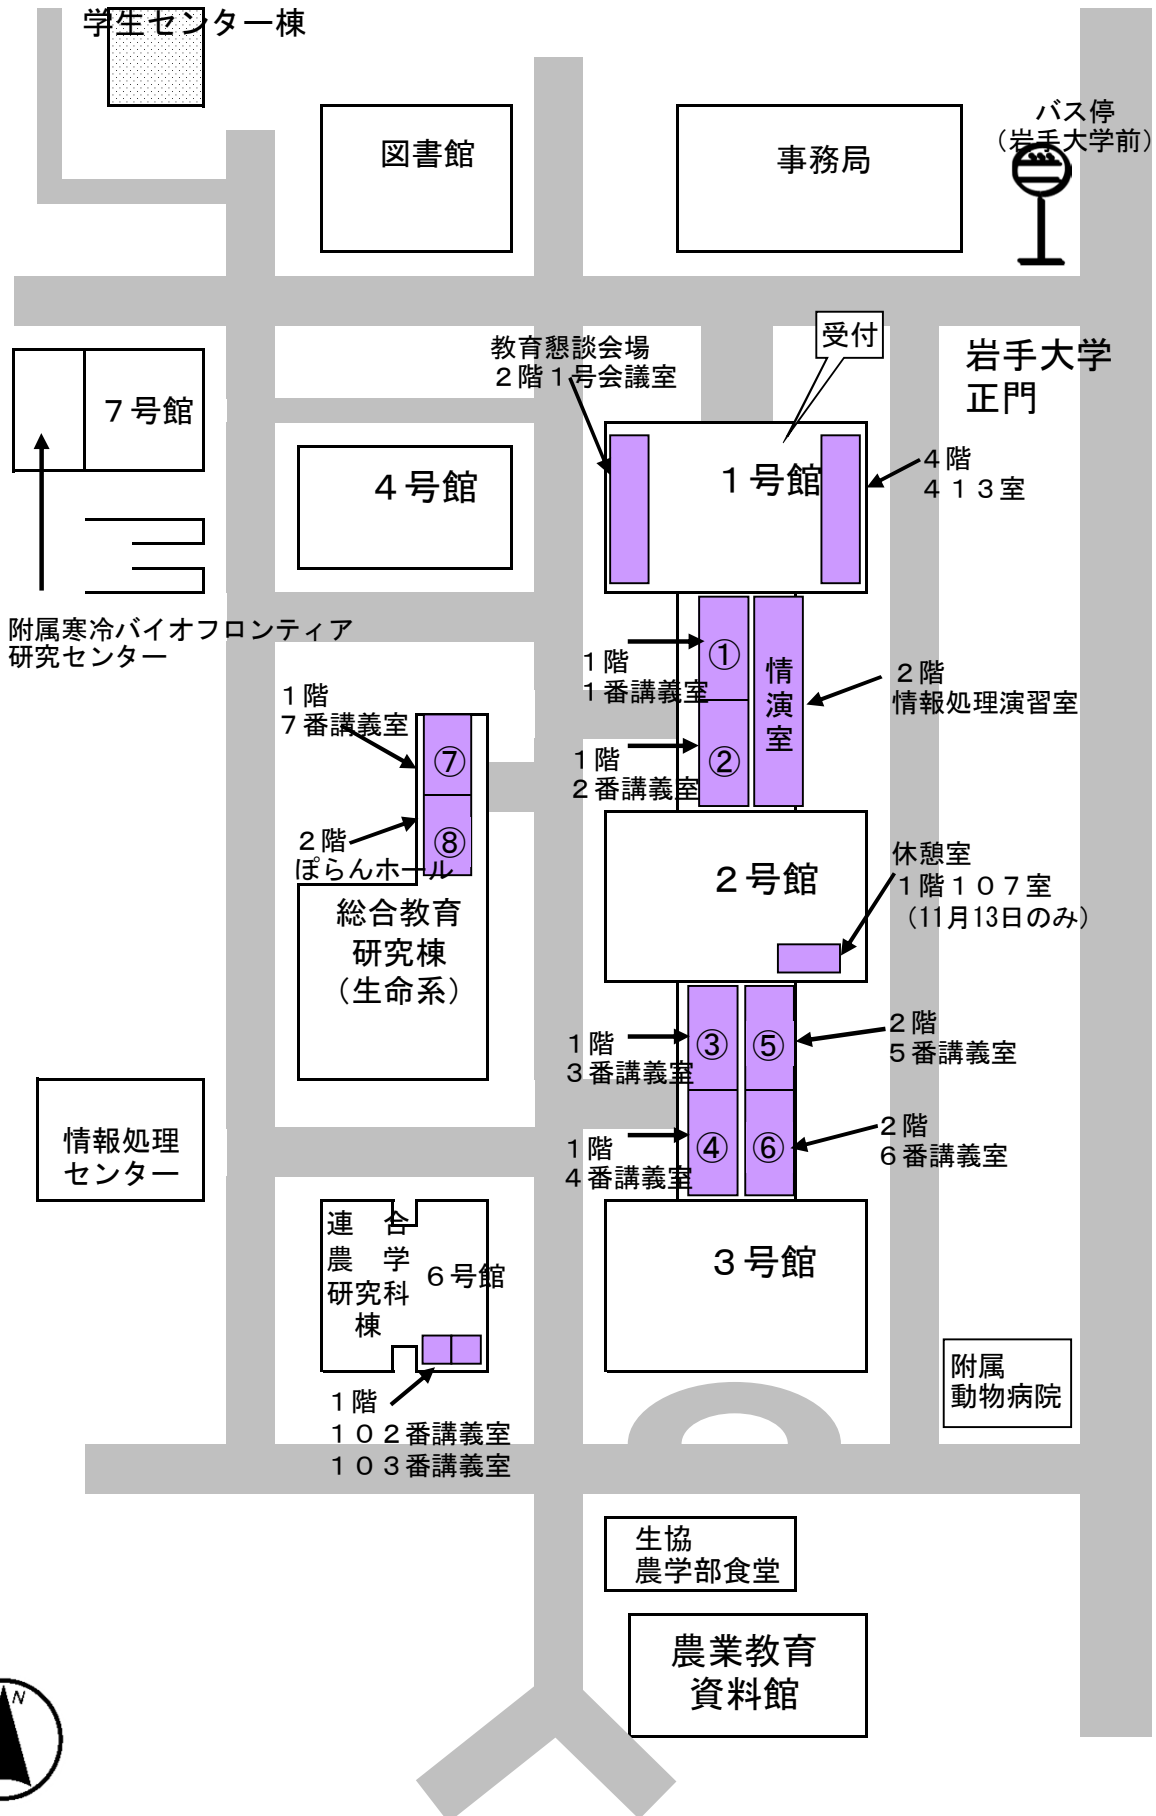 学生センター棟
バス停
（岩手大学前）
図書館
事務局
受付
教育懇談会場
２階１号会議室
岩手大学
正門
７号館
４号館
１号館
４階
４１３室
附属寒冷バイオフロンティア
研究センター
１階
１番講義室
①
情演室
２階
情報処理演習室
１階
７番講義室
⑦
１階
２番講義室
②
２階
ぽらんホール
⑧
２号館
休憩室
１階１０７室
（11月13日のみ）
総合教育
研究棟
（生命系）
１階
３番講義室
③
⑤
２階
５番講義室
情報処理
センター
１階
４番講義室
④
⑥
２階
６番講義室
連　合
農　学
研究科
棟
６号館
３号館
附属
動物病院
１階
１０２番講義室
１０３番講義室
生協
農学部食堂
農業教育
資料館
N